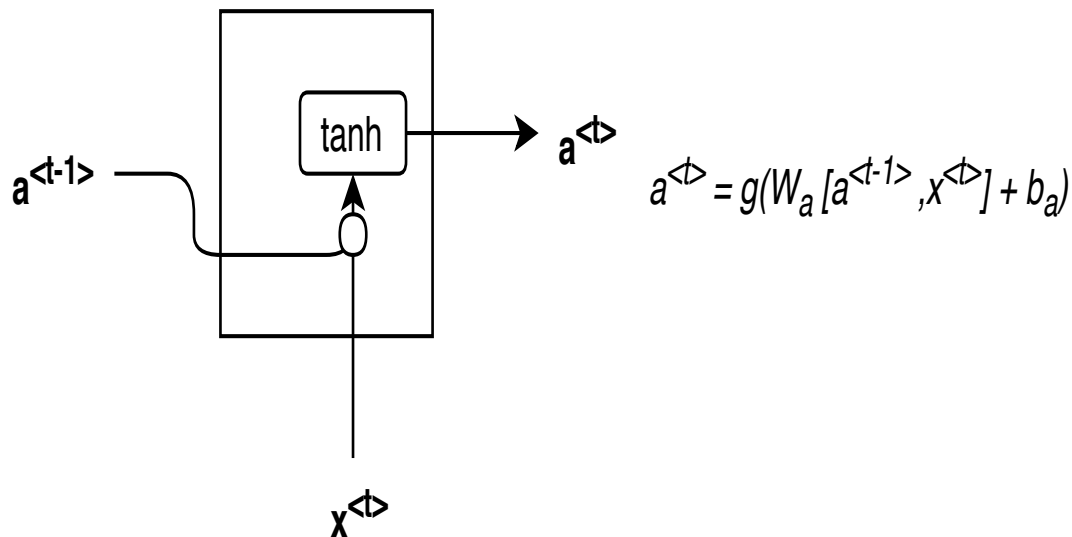 tanh
a<t-1>
a<t>
a<t> = g(Wa [a<t-1> ,x<t>] + ba)
x<t>